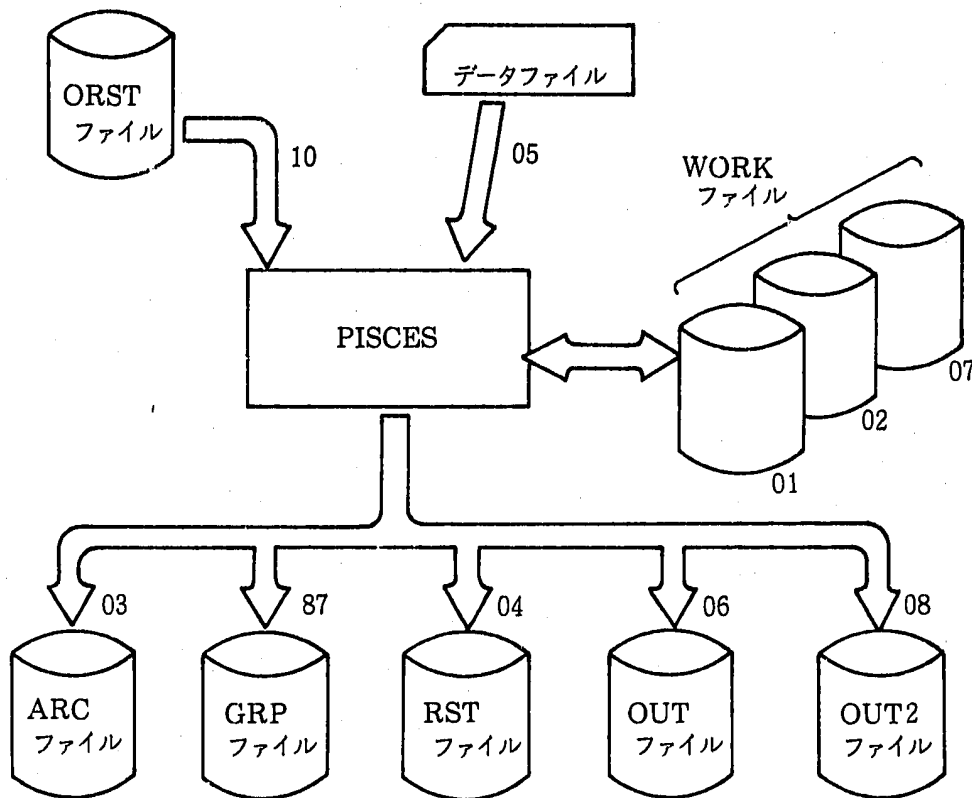 ORST
ファイル
10
データファイル
05
WORK
ファイル
07
02
01
PISCES
03
87
04
06
08
ARC
ファイル
GRP
ファイル
RST
ファイル
OUT
ファイル
OUT2
ファイル